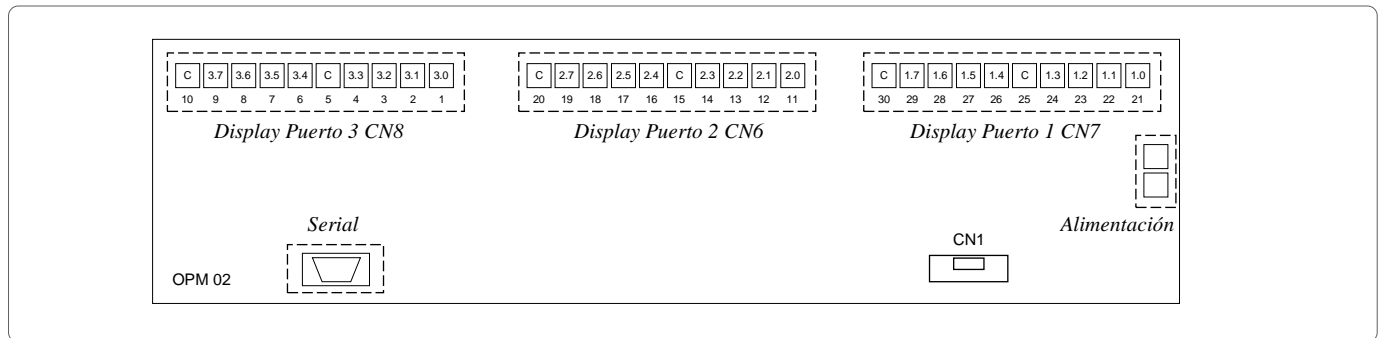 C 3.7 3.6 3.5 3.4 C 3.3 3.2 3.1 3.0
10 9 8 7 6 5 4 3 2 1
Display Puerto 3 CN8
C 2.7 2.6 2.5 2.4 C 2.3 2.2 2.1 2.0
20 19 18 17 16 15 14 13 12 11
Display Puerto 2 CN6
C 1.7 1.6 1.5 1.4 C 1.3 1.2 1.1 1.0
30 29 28 27 26 25 24 23 22 21
Display Puerto 1 CN7
Serial
Alimentación
CN1
OPM 02